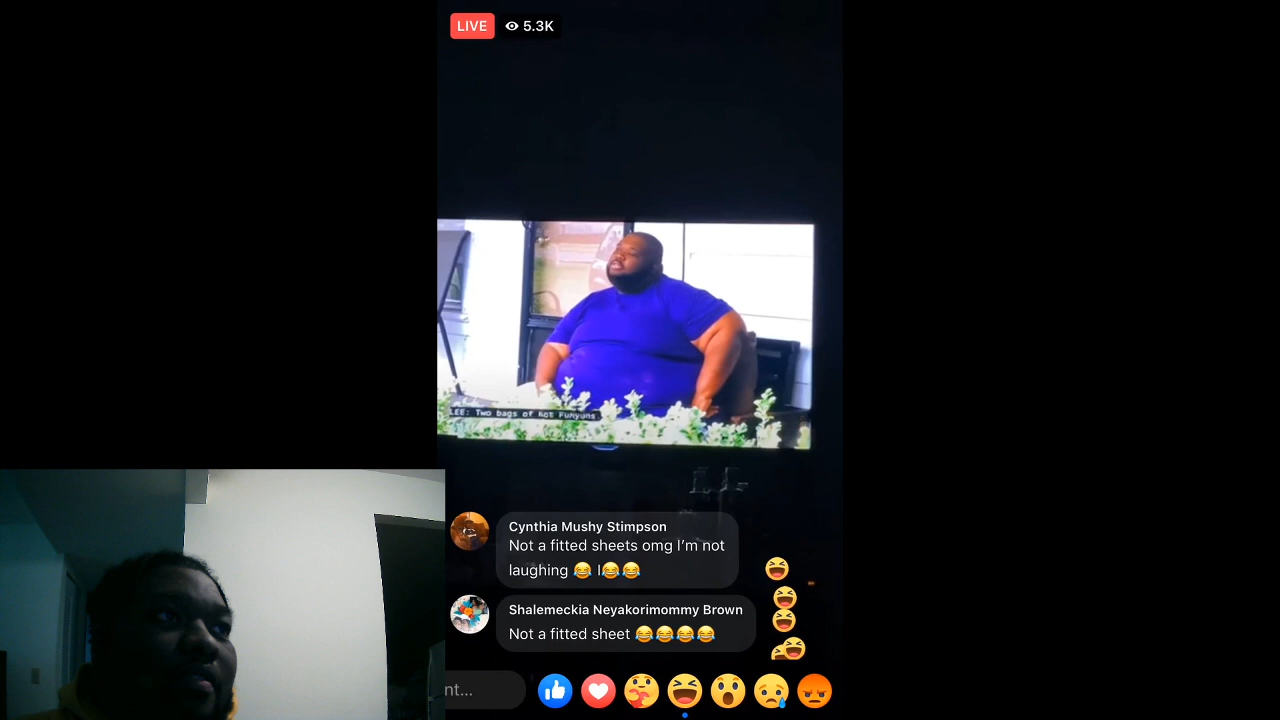 LIVE 5.3K
LEE: Two bags of hot Funyuns.
Cynthia Mushy Stimpson
Not a fitted sheets omg I'm not
laughing 😂 I😂😂
Shalemeckia Neyakorimommy Brown
Not a fitted sheet 😂😂😂😂
nt...